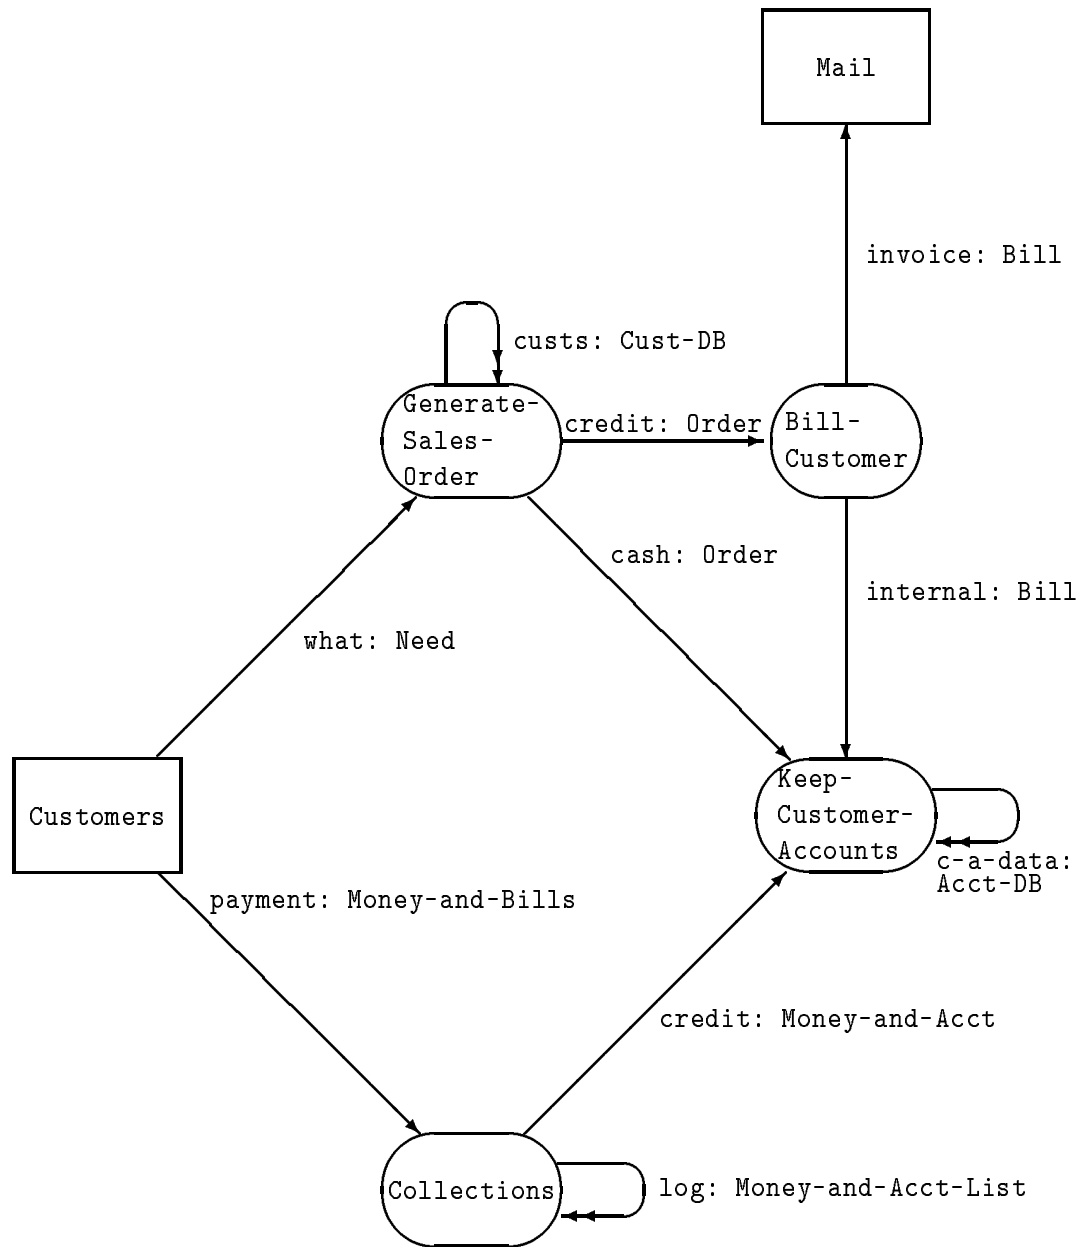 Mail
invoice: Bill
custs: Cust-DB
Generate-
Sales-
Order
credit: Order
Bill-
Customer
cash: Order
internal: Bill
what: Need
Customers
Keep-
Customer-
Accounts
c-a-data:
Acct-DB
payment: Money-and-Bills
credit: Money-and-Acct
Collections
log: Money-and-Acct-List